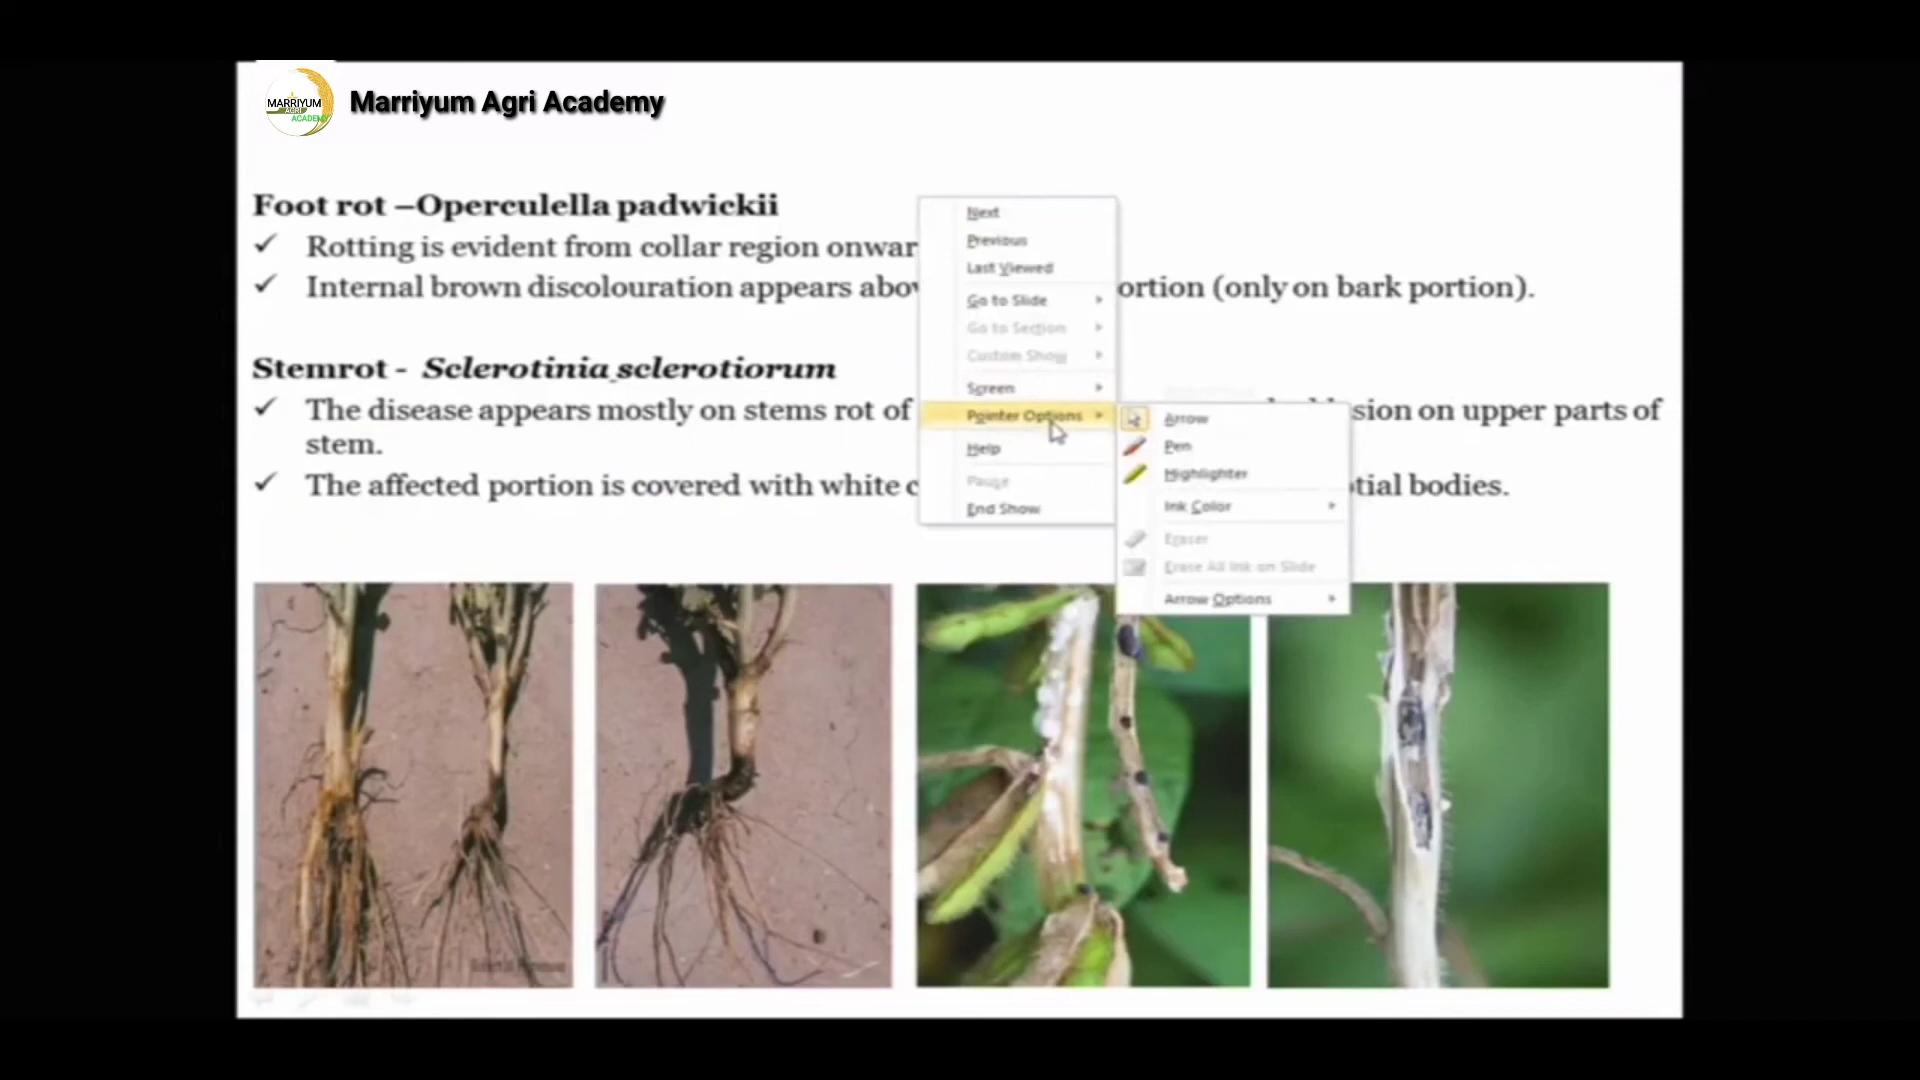 MARRIYUM
AGRI
ACADEMY
Marriyum Agri Academy
Foot rot –Operculella padwickii
✓ Rotting is evident from collar region onwar
✓ Internal brown discolouration appears abov ortion (only on bark portion).
Stemrot - Sclerotinia sclerotiorum
✓ The disease appears mostly on stems rot of sion on upper parts of
stem.
✓ The affected portion is covered with white c tial bodies.
Next
Previous
Last Viewed
Go to Slide
Go to Section
Custom Show
Screen
Pointer Options
Help
Pause
End Show
Arrow
Pen
Highlighter
Ink Color
Eraser
Erase All Ink on Slide
Arrow Options